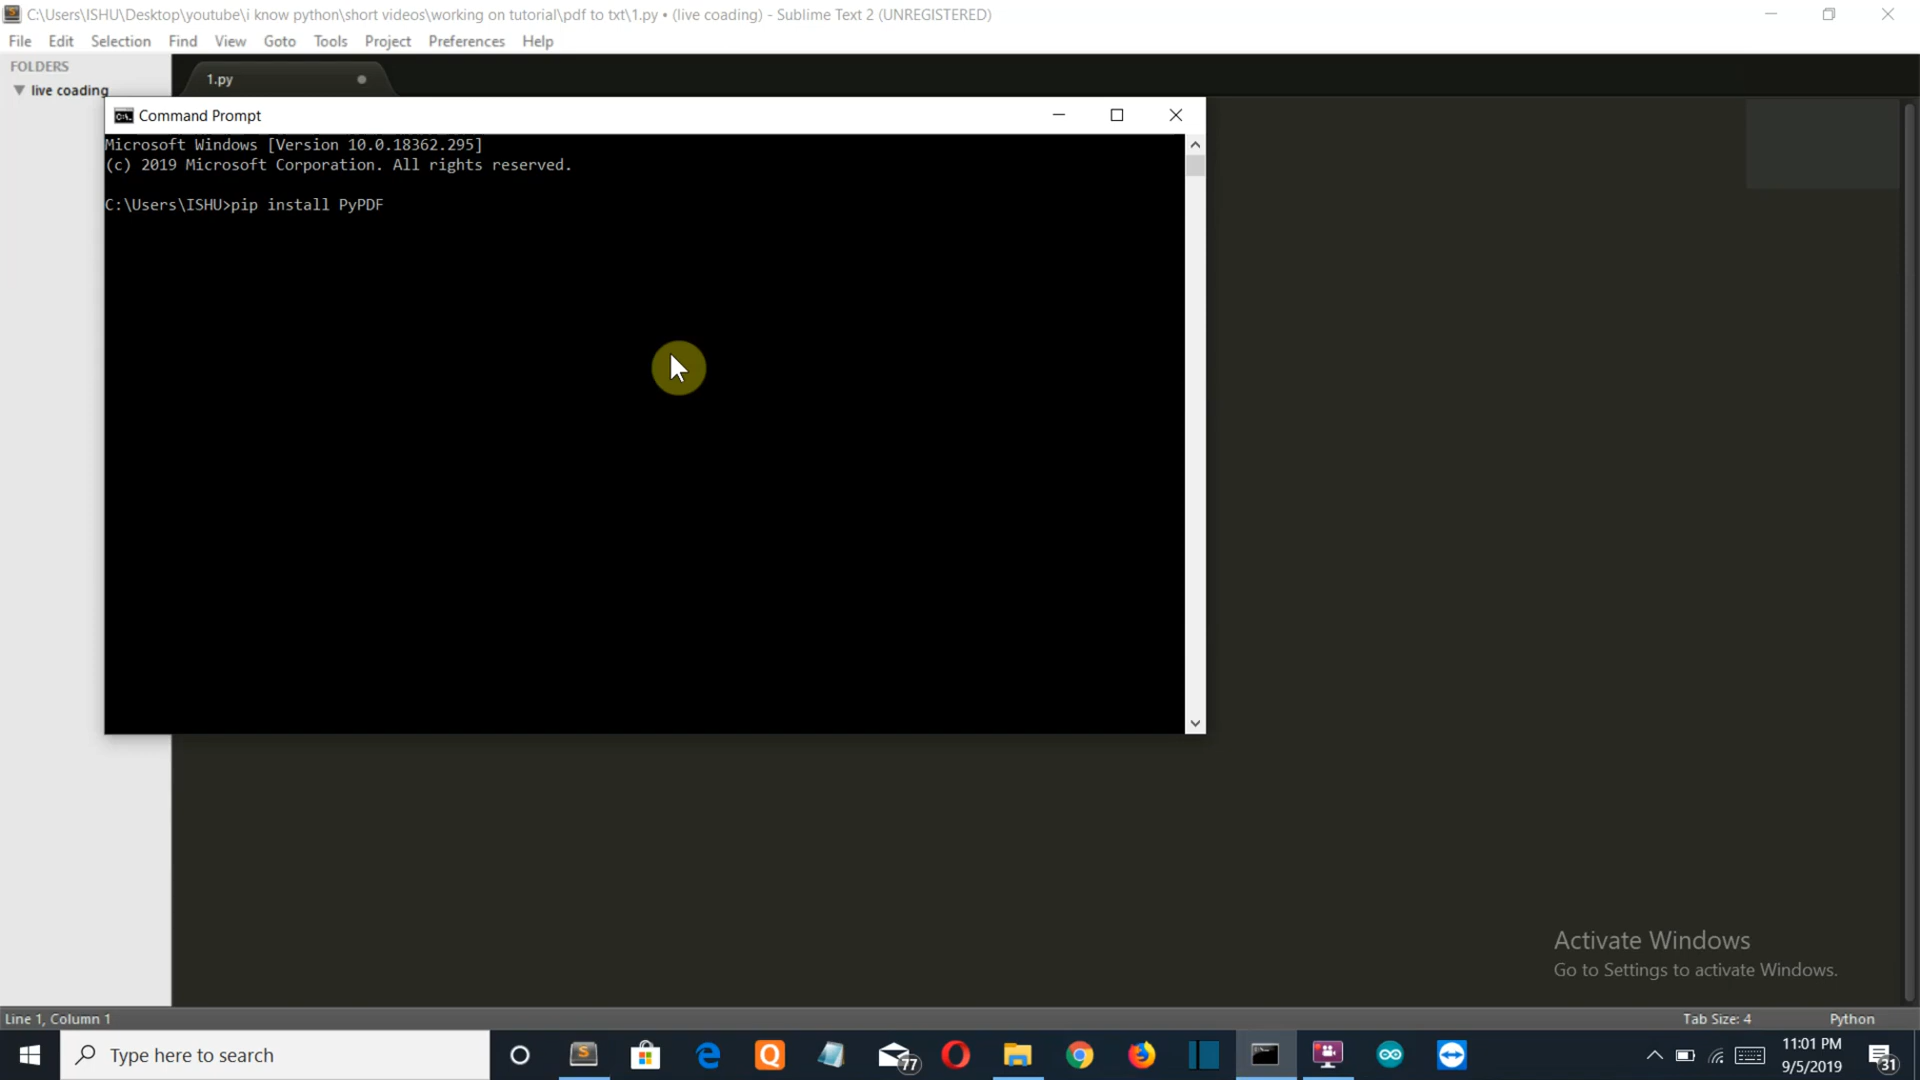 C:\Users\ISHU\Desktop\youtube\i know python\short videos\working on tutorial\pdf to txt\1.py • (live coading) - Sublime Text 2 (UNREGISTERED)
File Edit Selection Find View Goto Tools Project Preferences Help
FOLDERS
live coading
1.py
Command Prompt
Microsoft Windows [Version 10.0.18362.295]
(c) 2019 Microsoft Corporation. All rights reserved.
C:\Users\ISHU>pip install PyPDF
Activate Windows
Go to Settings to activate Windows.
Line 1, Column 1
Tab Size: 4
Python
Type here to search
77
11:01 PM
9/5/2019
31